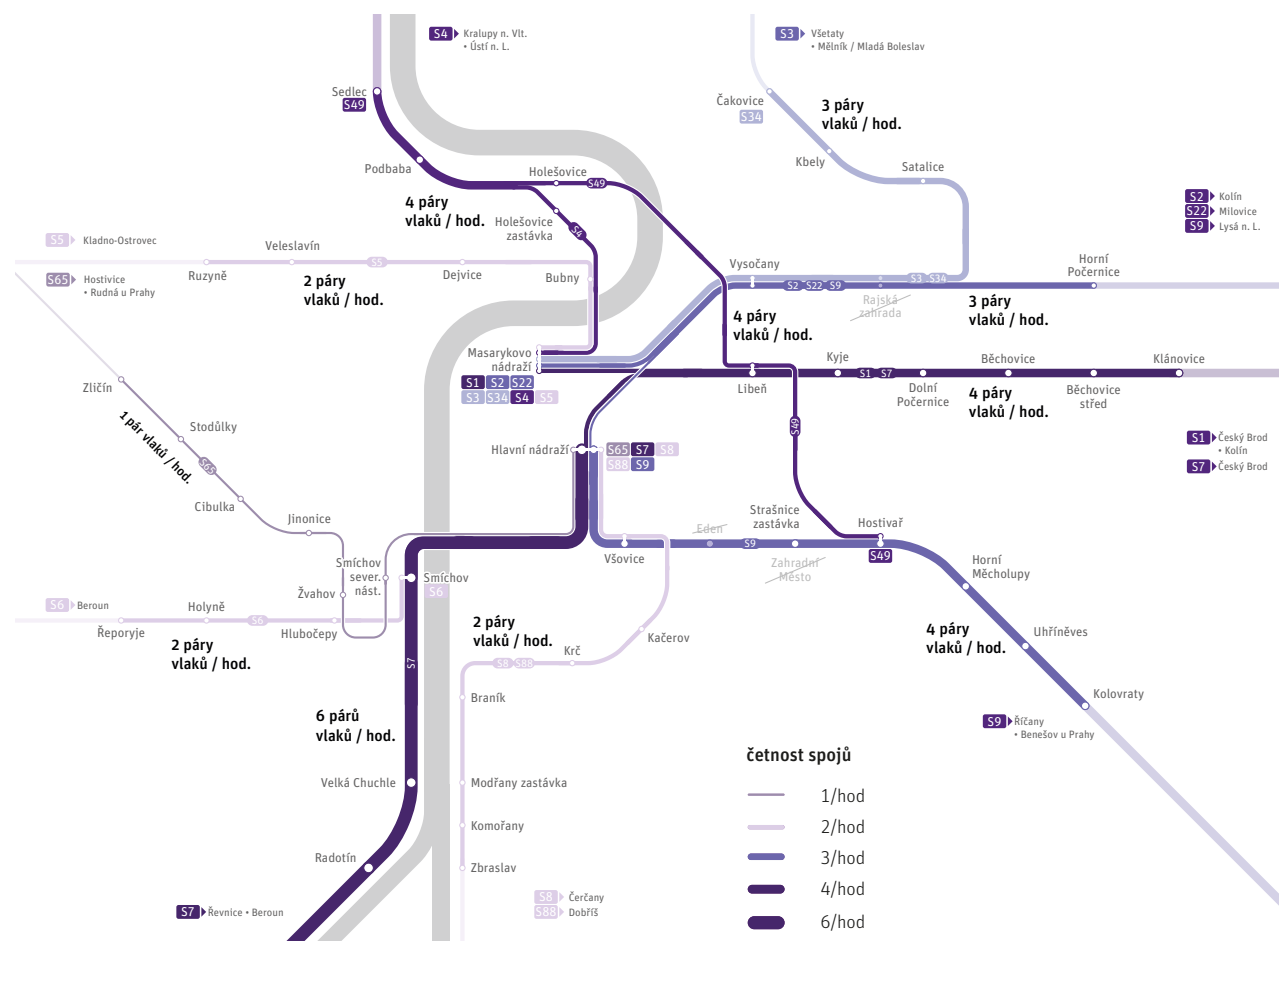 S4
Kralupy n. Vlt.
• Ústí n. L.
S3
Všetaty
• Mělník / Mladá Boleslav
Sedlec
S49
Čakovice
S34
3 páry
vlaků / hod.
Podbaba
Kbely
Holešovice
S49
Satalice
4 páry
vlaků / hod.
Holešovice
zastávka
S4
S2
Kolín
S22
Milovice
S9
Lysá n. L.
S5
Kladno-Ostrovec
Veleslavín
S5
Ruzyně
Dejvice
Bubny
S65
Hostivice
• Rudná u Prahy
2 páry
vlaků / hod.
Vysočany
Horní
Počernice
S3 S34
S2 S22 S9
Rajská
zahrada
3 páry
vlaků / hod.
4 páry
vlaků / hod.
Masarykovo
nádraží
S1 S2 S22
S3 S34 S4 S5
Kyje
Běchovice
Klánovice
S1 S7
Libeň
Dolní
Počernice
4 páry
vlaků / hod.
Běchovice
střed
Zličín
1 pár vlaků / hod.
Stodůlky
S65
Cibulka
Jinonice
S49
Hlavní nádraží
S65 S7 S8
S88 S9
S1
Český Brod
• Kolín
S7
Český Brod
Strašnice
zastávka
Hostivař
Eden
S9
Všovice
Zahradní
Město
S49
Smíchov
sever.
nást.
Smíchov
S6
Žvahov
Horní
Měcholupy
S6
Beroun
Holyně
S6
Řeporyje
Hlubočepy
2 páry
vlaků / hod.
2 páry
vlaků / hod.
Kačerov
4 páry
vlaků / hod.
Uhříněves
Krč
S8 S88
S7
Braník
Kolovraty
6 párů
vlaků / hod.
S9
Říčany
• Benešov u Prahy
četnost spojů
Velká Chuchle
Modřany zastávka
1/hod
Komořany
2/hod
Radotín
Zbraslav
3/hod
4/hod
S7
Řevnice • Beroun
S8
Čerčany
S88
Dobříš
6/hod